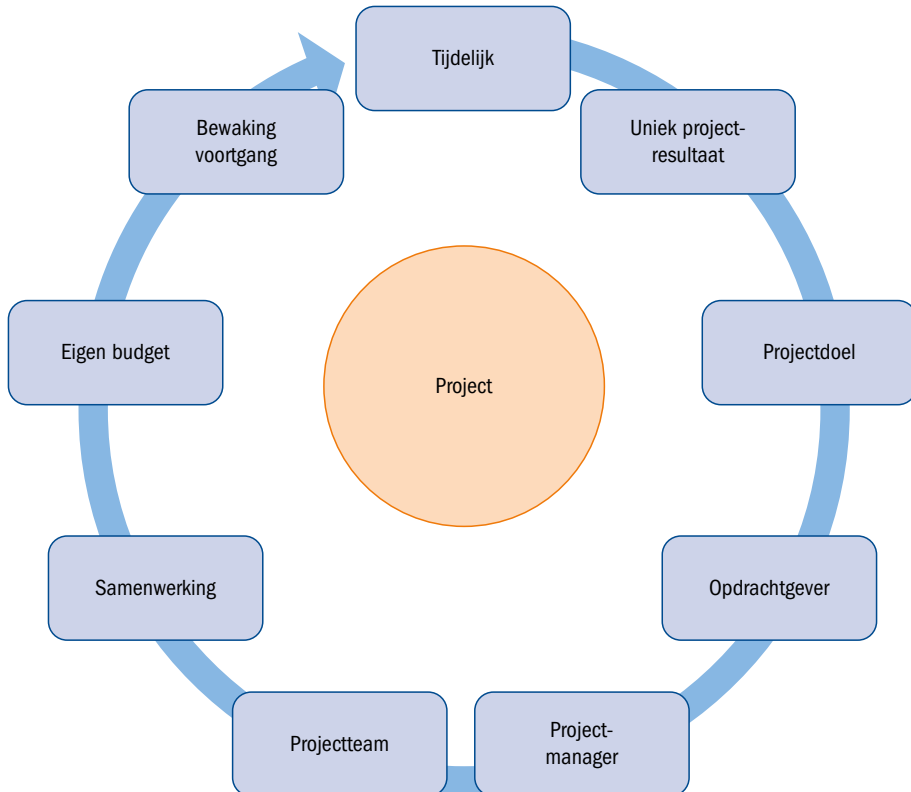 Tijdelijk
Uniek project-
resultaat
Projectdoel
Opdrachtgever
Project-
manager
Projectteam
Samenwerking
Eigen budget
Bewaking
voortgang
Project